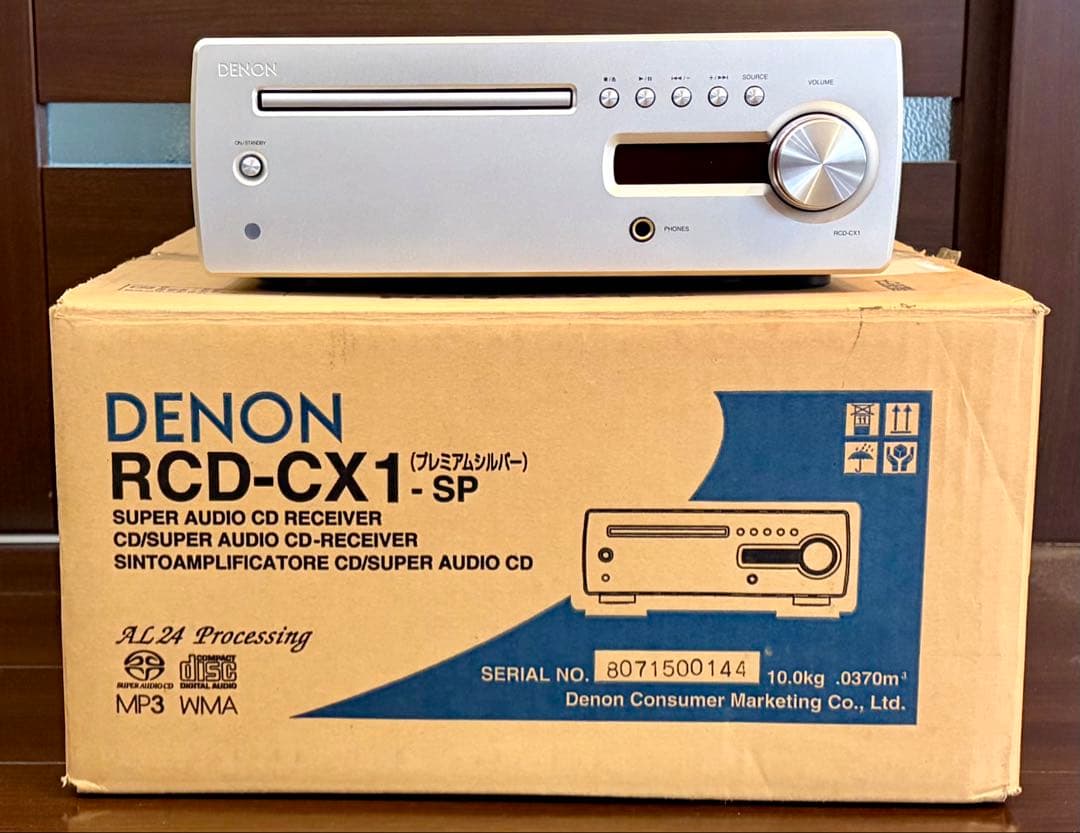 DENON
■/▲ ▶/❚❚ |◀◀/− +/▶▶| SOURCE
VOLUME
ON/STANDBY
PHONES
RCD-CX1
DENON
RCD-CX1-SP (プレミアムシルバー)
SUPER AUDIO CD RECEIVER
CD/SUPER AUDIO CD-RECEIVER
SINTOAMPLIFICATORE CD/SUPER AUDIO CD
11
AL24 Processing
SUPER AUDIO CD
COMPACT disc DIGITAL AUDIO
MP3 WMA
SERIAL NO. 8071500144 10.0kg .0370m³
Denon Consumer Marketing Co., Ltd.